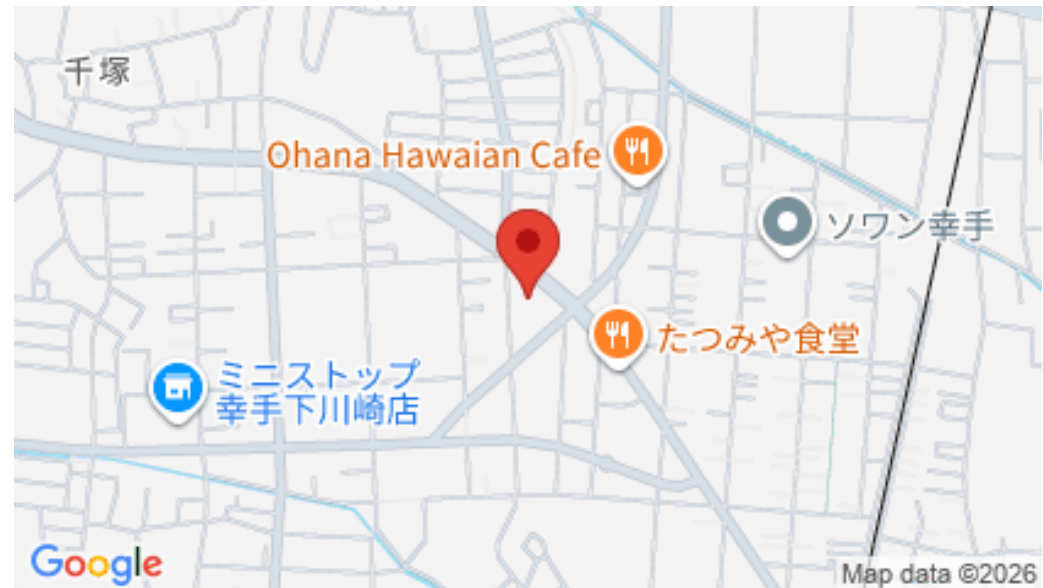 千塚
Ohana Hawaian Cafe
ソワン幸手
たつみや食堂
ミニストップ
幸手下川崎店
Google
Map data ©2026